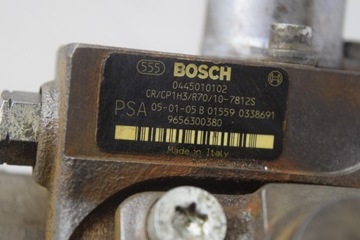 555 BOSCH
0445010102
CR/CP1H3/R70/10-7812S
PSA 05-01-05 B 01559 0338691
9656300380
Made in Italy